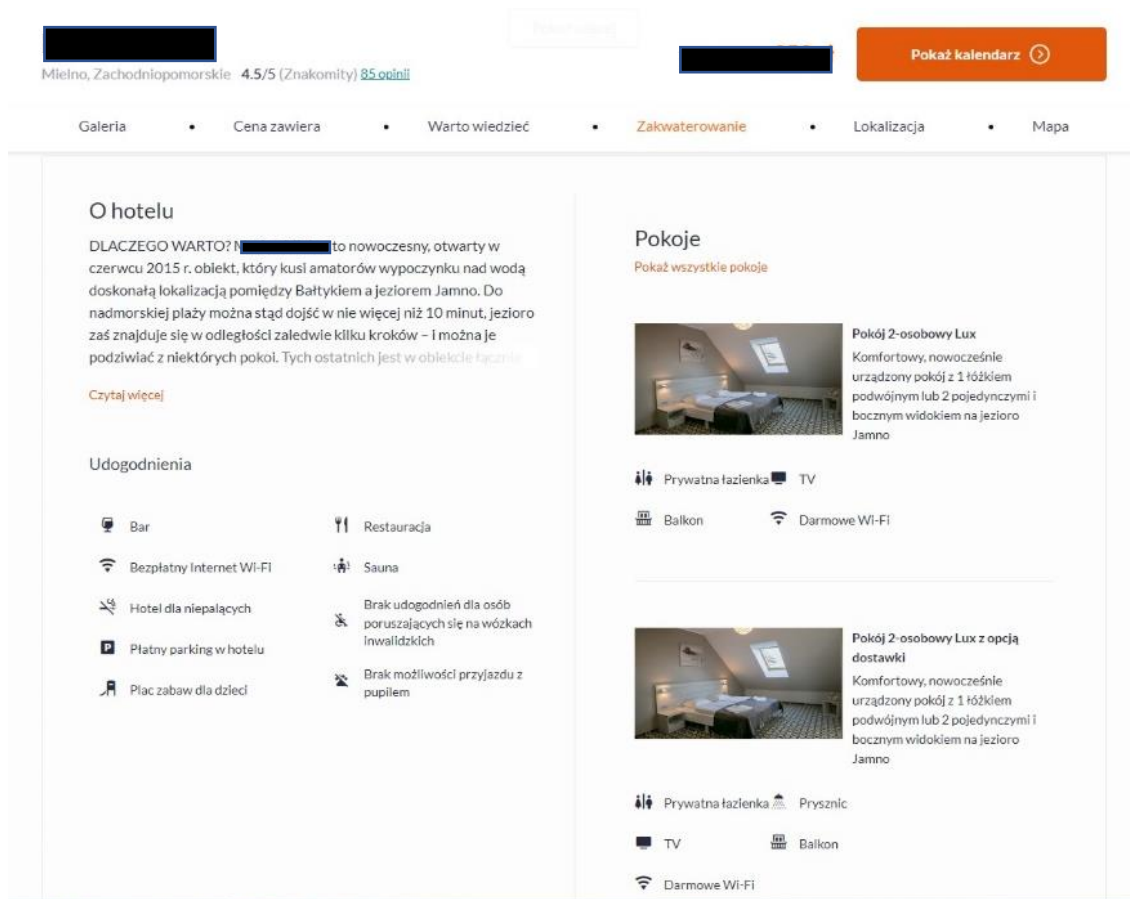 Mielno, Zachodniopomorskie 4.5/5 (Znakomity) 85 opinii
Pokaż kalendarz
Galeria • Cena zawiera • Warto wiedzieć • Zakwaterowanie • Lokalizacja • Mapa
O hotelu
DLACZEGO WARTO? to nowoczesny, otwarty w
czerwcu 2015 r. obiekt, który kusi amatorów wypoczynku nad wodą
doskonałą lokalizacją pomiędzy Bałtykiem a jeziorem Jamno. Do
nadmorskiej plaży można stąd dojść w nie więcej niż 10 minut, jezioro
zaś znajduje się w odległości zaledwie kilku kroków – i można je
podziwiać z niektórych pokoi. Tych ostatnich jest w obiekcie łącznie
Czytaj więcej
Udogodnienia
Bar
Bezpłatny Internet Wi-Fi
Hotel dla niepalących
P Płatny parking w hotelu
Plac zabaw dla dzieci
Restauracja
Sauna
Brak udogodnień dla osób
poruszających się na wózkach
inwalidzkich
Brak możliwości przyjazdu z
pupilem
Pokoje
Pokaż wszystkie pokoje
Pokój 2-osobowy Lux
Komfortowy, nowocześnie
urządzony pokój z 1 łóżkiem
podwójnym lub 2 pojedynczymi i
bocznym widokiem na jezioro
Jamno
Prywatna łazienka TV
Balkon Darmowe Wi-Fi
Pokój 2-osobowy Lux z opcją
dostawki
Komfortowy, nowocześnie
urządzony pokój z 1 łóżkiem
podwójnym lub 2 pojedynczymi i
bocznym widokiem na jezioro
Jamno
Prywatna łazienka Prysznic
TV Balkon
Darmowe Wi-Fi